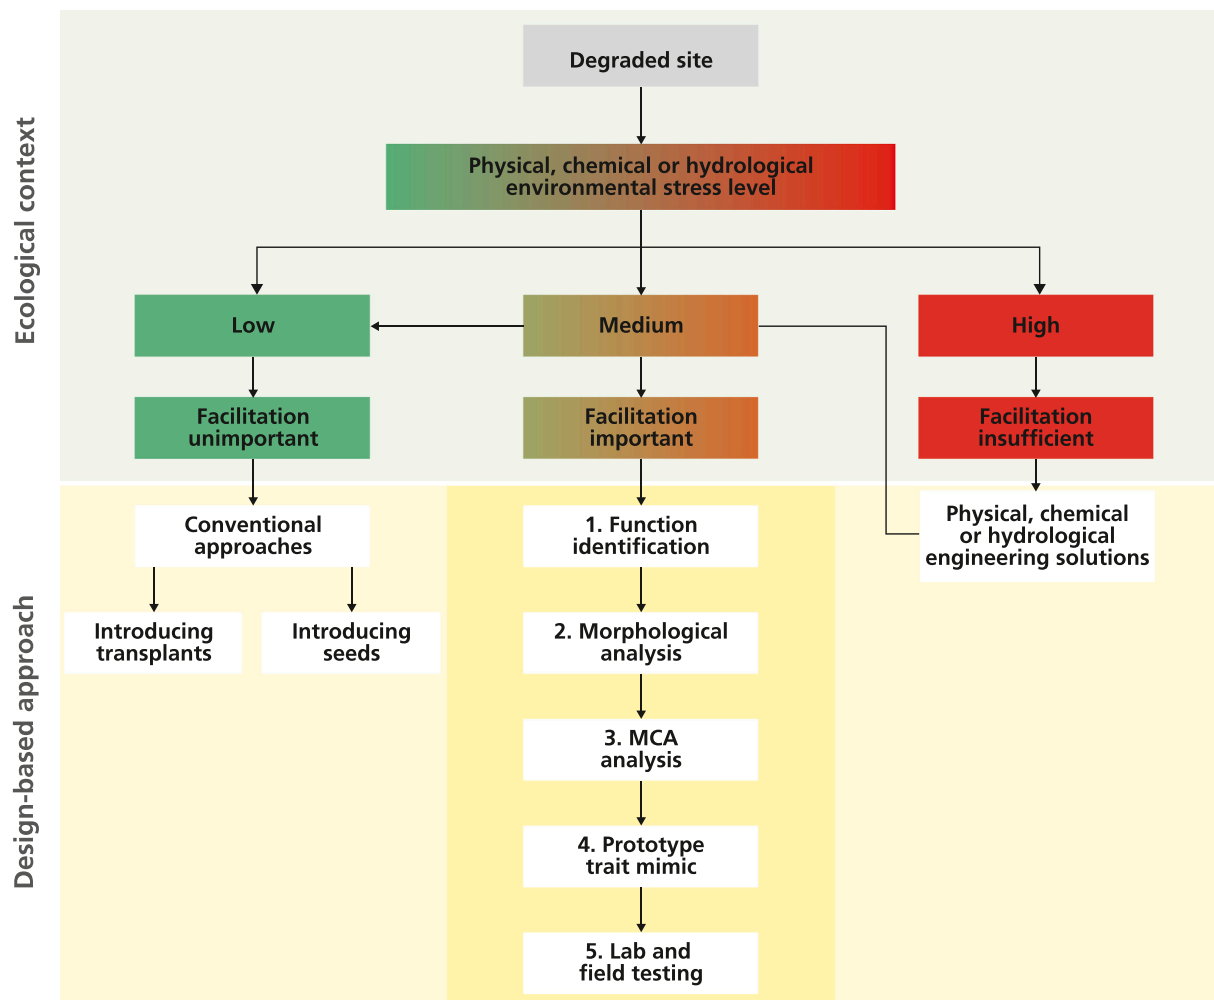 Ecological context
Degraded site
Physical, chemical or hydrological
environmental stress level
Low
Medium
High
Facilitation
unimportant
Facilitation
important
Facilitation
insufficient
Design-based approach
Conventional
approaches
Introducing
transplants
Introducing
seeds
1. Function
identification
2. Morphological
analysis
3. MCA
analysis
4. Prototype
trait mimic
5. Lab and
field testing
Physical, chemical
or hydrological
engineering solutions